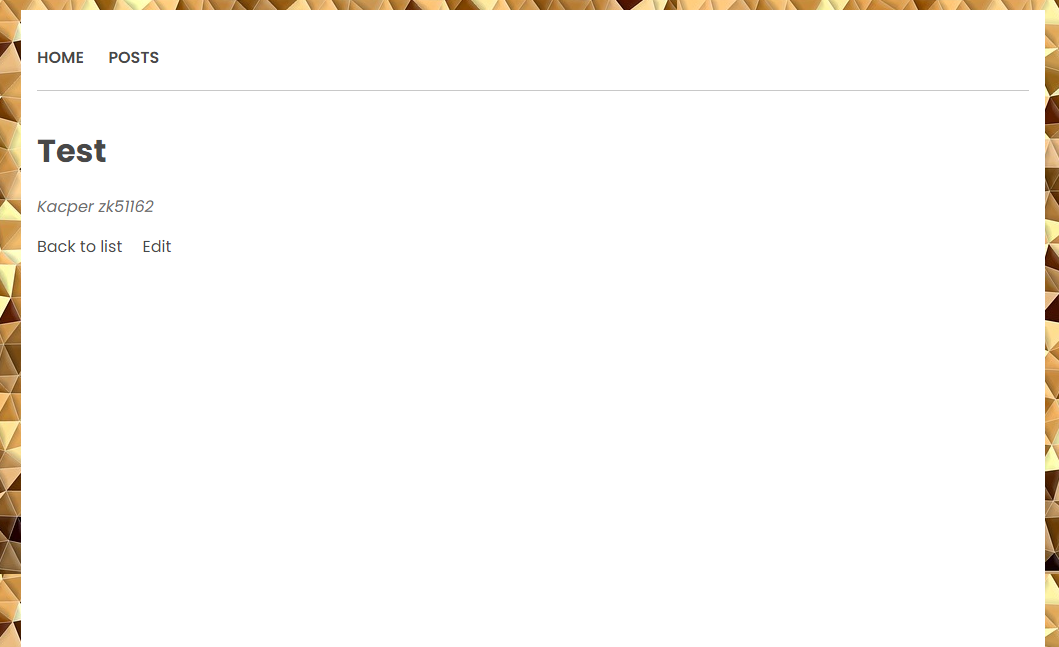 HOME POSTS
Test
Kacper zk51162
Back to list Edit